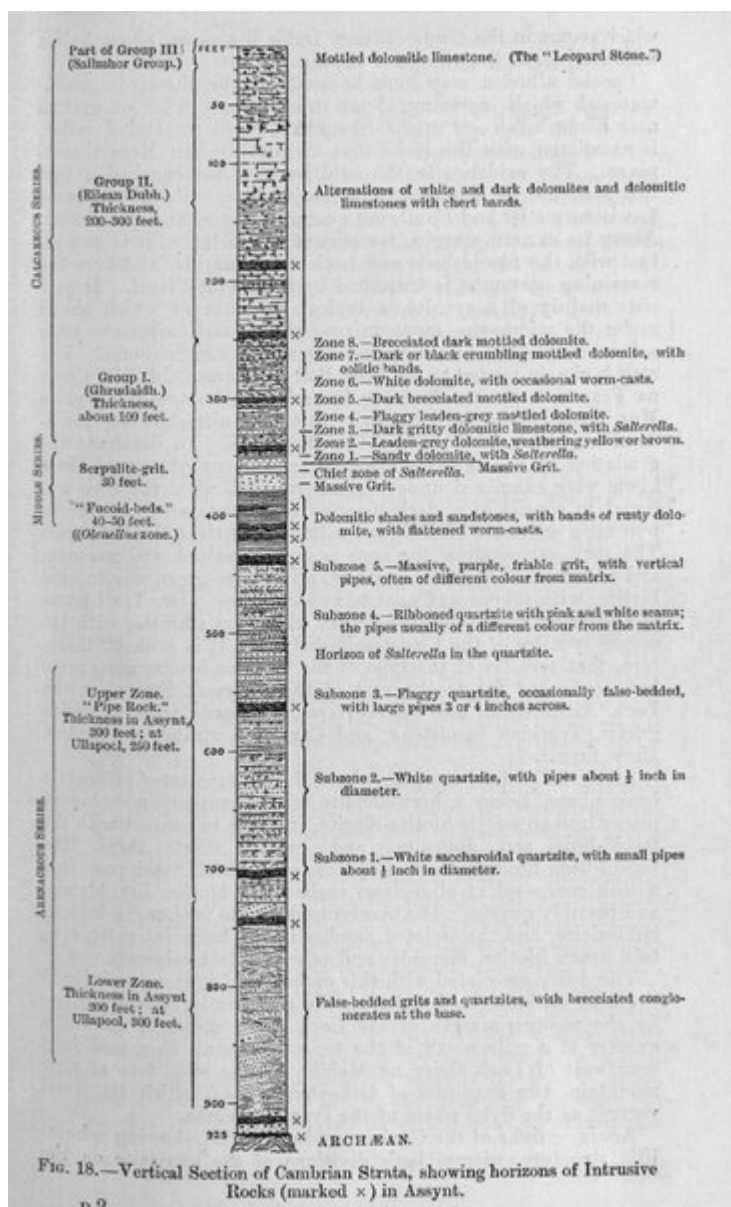 Part of Group III
(Sailmhor Group.)
FEET
Mottled dolomitic limestone. (The "Leopard Stone.")
50
100
CALCAREOUS SERIES.
Group II.
(Eilean Dubh.)
Thickness,
200-300 feet.
Alternations of white and dark dolomites and dolomitic
limestones with chert bands.
×
200
×
Zone 8.—Brecciated dark mottled dolomite.
Zone 7.—Dark or black crumbling mottled dolomite, with
oolitic bands.
Zone 6.—White dolomite, with occasional worm-casts.
Group I.
(Ghrudaidh.)
Thickness,
about 100 feet.
300
×
Zone 5.—Dark brecciated mottled dolomite.
Zone 4.—Flaggy leaden-grey mottled dolomite.
Zone 3.—Dark gritty dolomitic limestone, with Salterella.
Zone 2.—Leaden-grey dolomite, weathering yellow or brown.
×
Zone 1.—Sandy dolomite, with Salterella.
MIDDLE SERIES.
Serpulite-grit.
30 feet.
Massive Grit.
Chief zone of Salterella.
Massive Grit.
"Fucoid-beds."
40-50 feet.
((Olenellus zone.)
400
×
×
×
Dolomitic shales and sandstones, with bands of rusty dolo-
mite, with flattened worm-casts.
×
Subzone 5.—Massive, purple, friable grit, with vertical
pipes, often of different colour from matrix.
Subzone 4.—Ribboned quartzite with pink and white seams;
the pipes usually of a different colour from the matrix.
500
Horizon of Salterella in the quartzite.
ARENACEOUS SERIES.
Upper Zone.
"Pipe Rock."
Thickness in Assynt,
300 feet; at
Ullapool, 250 feet.
×
Subzone 3.—Flaggy quartzite, occasionally false-bedded,
with large pipes 3 or 4 inches across.
600
Subzone 2.—White quartzite, with pipes about ½ inch in
diameter.
700
×
Subzone 1.—White saccharoidal quartzite, with small pipes
about inch in diameter.
×
Lower Zone.
Thickness in Assynt
200 feet; at
Ullapool, 300 feet.
800
False-bedded grits and quartzites, with brecciated conglo-
merates at the base.
900
×
925
×
ARCHÆAN.
FIG. 18.—Vertical Section of Cambrian Strata, showing horizons of Intrusive
Rocks (marked ×) in Assynt.